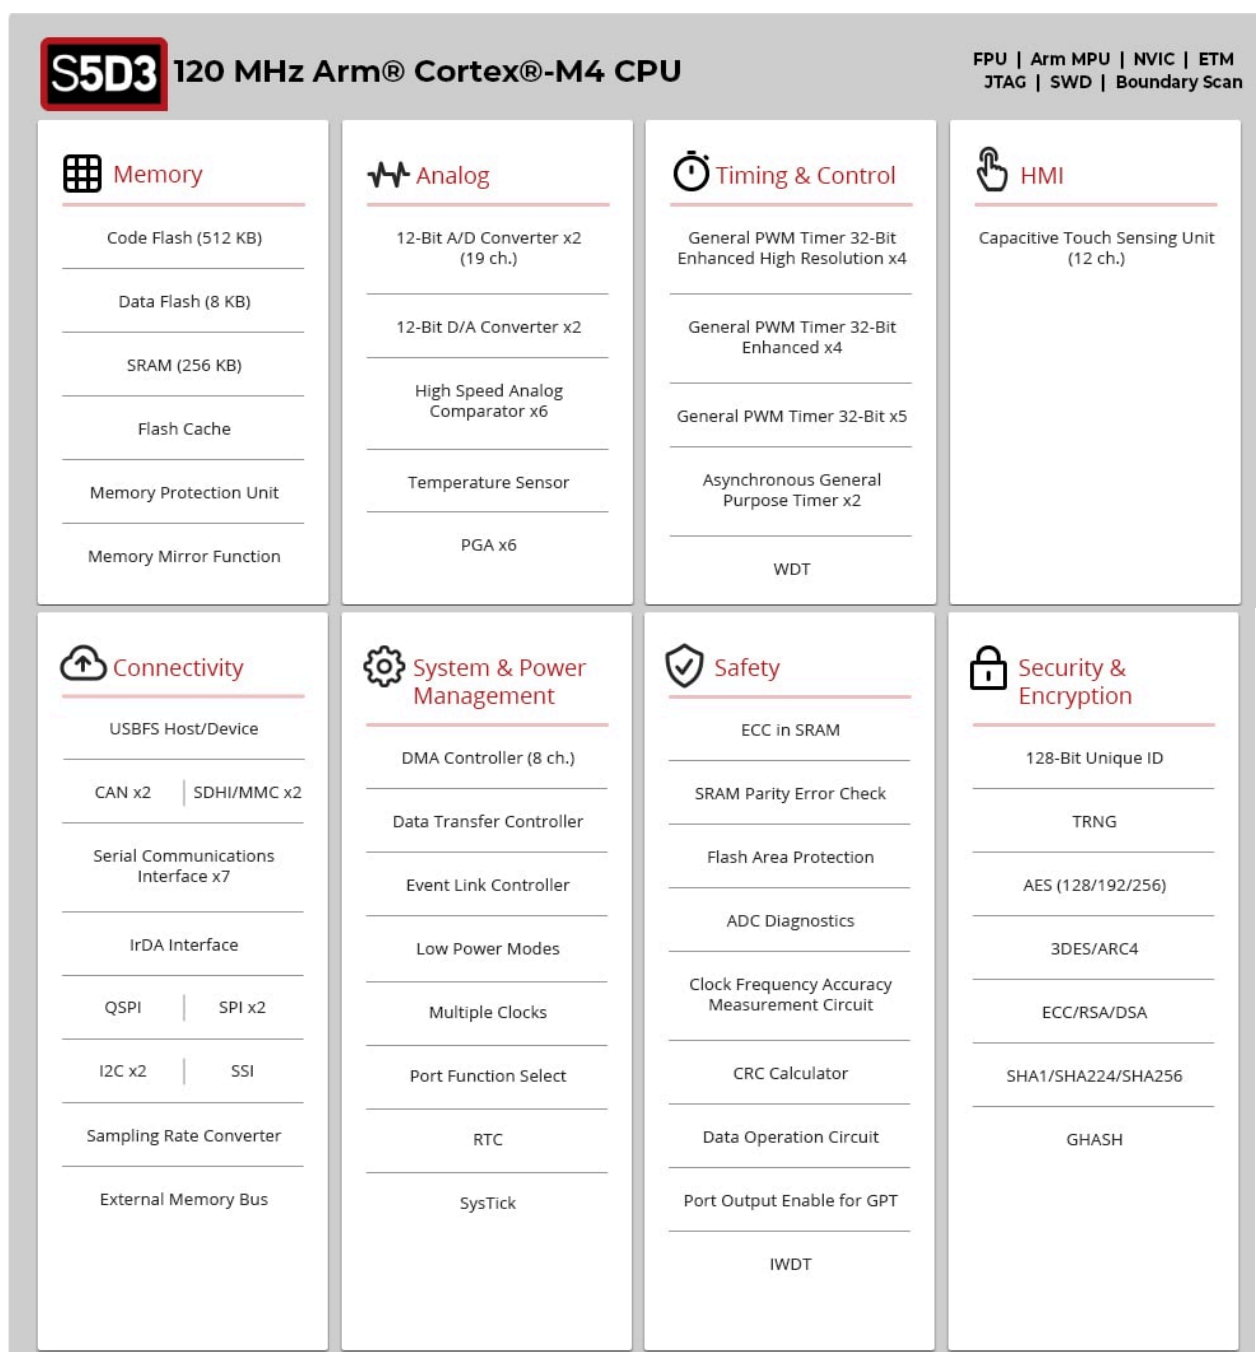 S5D3 120 MHz Arm® Cortex®-M4 CPU
FPU | Arm MPU | NVIC | ETM
JTAG | SWD | Boundary Scan
Memory
Code Flash (512 KB)
Data Flash (8 KB)
SRAM (256 KB)
Flash Cache
Memory Protection Unit
Memory Mirror Function
Analog
12-Bit A/D Converter x2
(19 ch.)
12-Bit D/A Converter x2
High Speed Analog
Comparator x6
Temperature Sensor
PGA x6
Timing & Control
General PWM Timer 32-Bit
Enhanced High Resolution x4
General PWM Timer 32-Bit
Enhanced x4
General PWM Timer 32-Bit x5
Asynchronous General
Purpose Timer x2
WDT
HMI
Capacitive Touch Sensing Unit
(12 ch.)
Connectivity
USBFS Host/Device
CAN x2 | SDHI/MMC x2
Serial Communications
Interface x7
IrDA Interface
QSPI | SPI x2
I2C x2 | SSI
Sampling Rate Converter
External Memory Bus
System & Power
Management
DMA Controller (8 ch.)
Data Transfer Controller
Event Link Controller
Low Power Modes
Multiple Clocks
Port Function Select
RTC
SysTick
Safety
ECC in SRAM
SRAM Parity Error Check
Flash Area Protection
ADC Diagnostics
Clock Frequency Accuracy
Measurement Circuit
CRC Calculator
Data Operation Circuit
Port Output Enable for GPT
IWDT
Security &
Encryption
128-Bit Unique ID
TRNG
AES (128/192/256)
3DES/ARC4
ECC/RSA/DSA
SHA1/SHA224/SHA256
GHASH